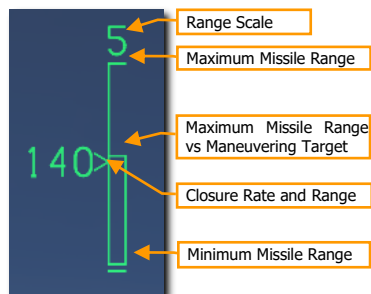 Range Scale
5
Maximum Missile Range
Maximum Missile Range
vs Maneuvering Target
140
Closure Rate and Range
Minimum Missile Range